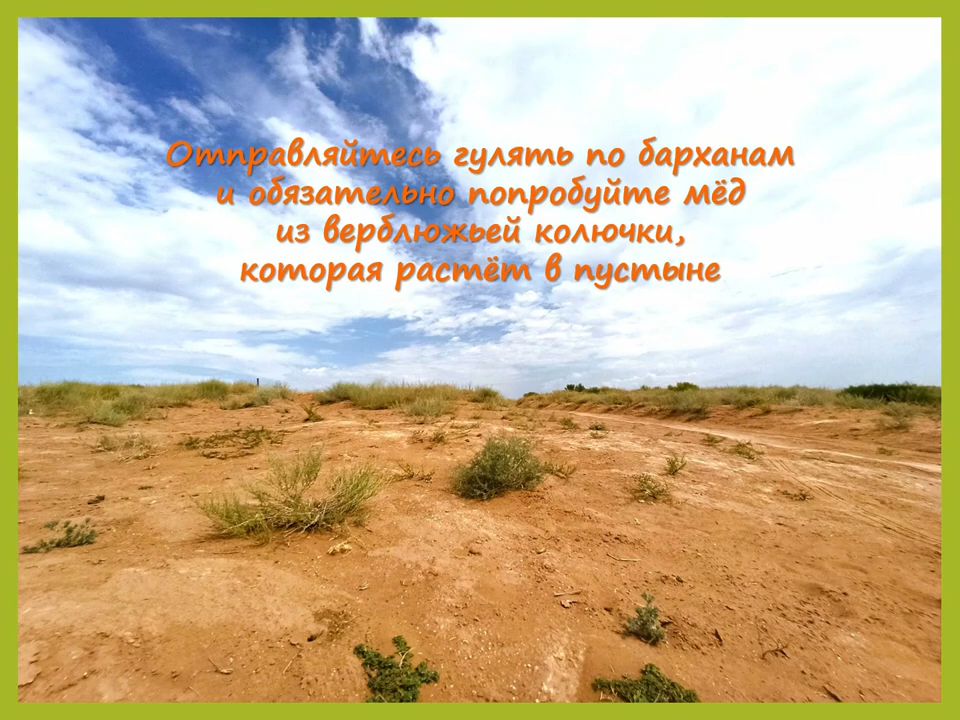 Отправляйтесь гулять по барханам
и обязательно попробуйте мёд
из верблюжьей колючки,
которая растёт в пустыне